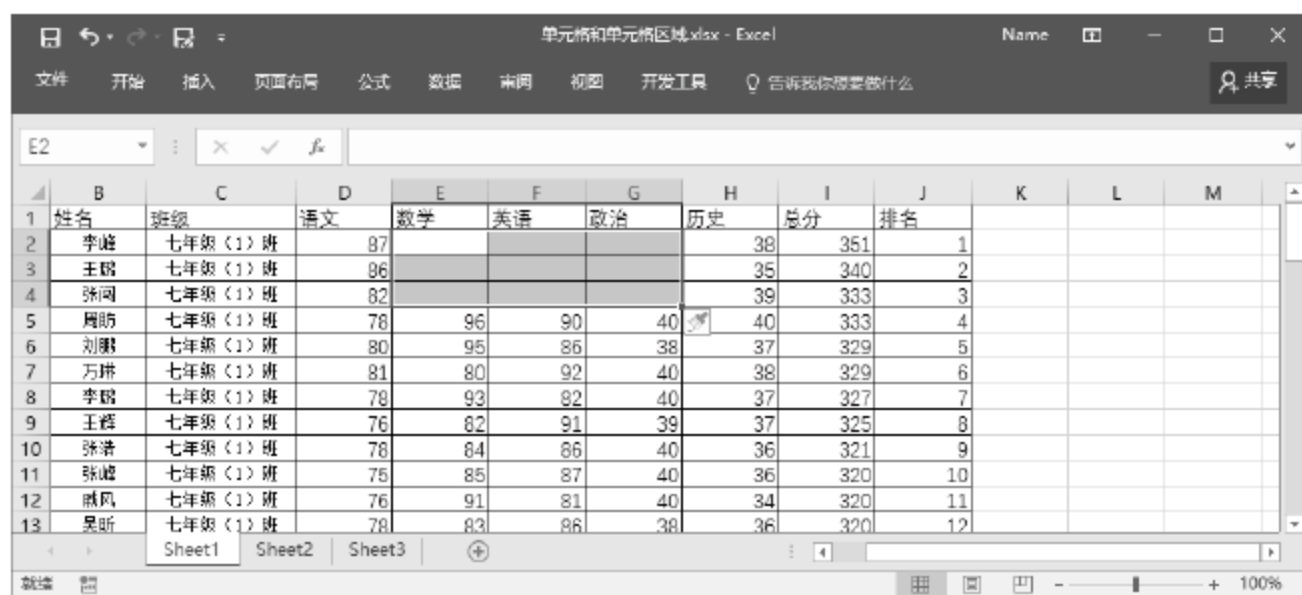 单元格和单元格区域.xlsx - Excel Name
文件 开始 插入 页面布局 公式 数据 审阅 视图 开发工具 告诉我你想要做什么 共享
E2 fx
B C D E F G H I J K L M
1 姓名 班级 语文 数学 英语 政治 历史 总分 排名
2 李峰 七年级（1）班 87 38 351 1
3 王鹏 七年级（1）班 86 35 340 2
4 张闯 七年级（1）班 82 39 333 3
5 周昉 七年级（1）班 78 96 90 40 40 333 4
6 刘鹏 七年级（1）班 80 95 86 38 37 329 5
7 万琳 七年级（1）班 81 80 92 40 38 329 6
8 李鹏 七年级（1）班 78 93 82 40 37 327 7
9 王辉 七年级（1）班 76 82 91 39 37 325 8
10 张浩 七年级（1）班 78 84 86 40 36 321 9
11 张峰 七年级（1）班 75 85 87 40 36 320 10
12 戚风 七年级（1）班 76 91 81 40 34 320 11
13 吴昕 七年级（1）班 78 83 86 38 36 320 12
Sheet1 Sheet2 Sheet3
就绪 100%